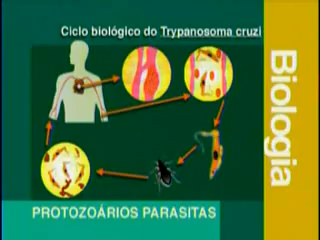 Ciclo biológico do Trypanosoma cruzi
Biologia
PROTOZOÁRIOS PARASITAS